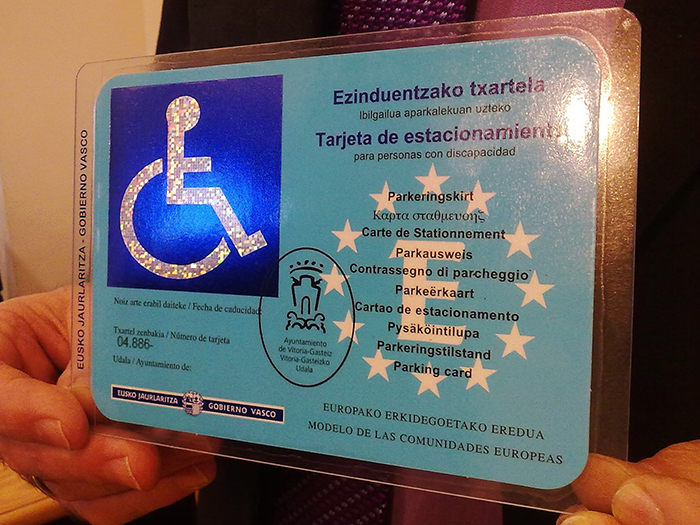 EUSKO JAURLARITZA - GOBIERNO VASCO
Ezinduentzako txartela
Ibilgailua aparkalekuan uzteko
Tarjeta de estacionamiento
para personas con discapacidad
Parkeringskirt
Καρτα σταθμευσης
Carte de Stationnement
Parkausweis
Contrassegno di parcheggio
Parkeërkaart
Cartao de estacionamento
Pysäköintilupa
Parkeringstilstand
Parking card
E
Noiz arte erabil daiteke / Fecha de caducidad:
Txartel zenbakia / Número de tarjeta
04.886-
Udala / Ayuntamiento de:
Ayuntamiento
de Vitoria-Gasteiz
Vitoria-Gasteizko
Udala
EUSKO JAURLARITZA GOBIERNO VASCO
EUROPAKO ERKIDEGOETAKO EREDUA
MODELO DE LAS COMUNIDADES EUROPEAS